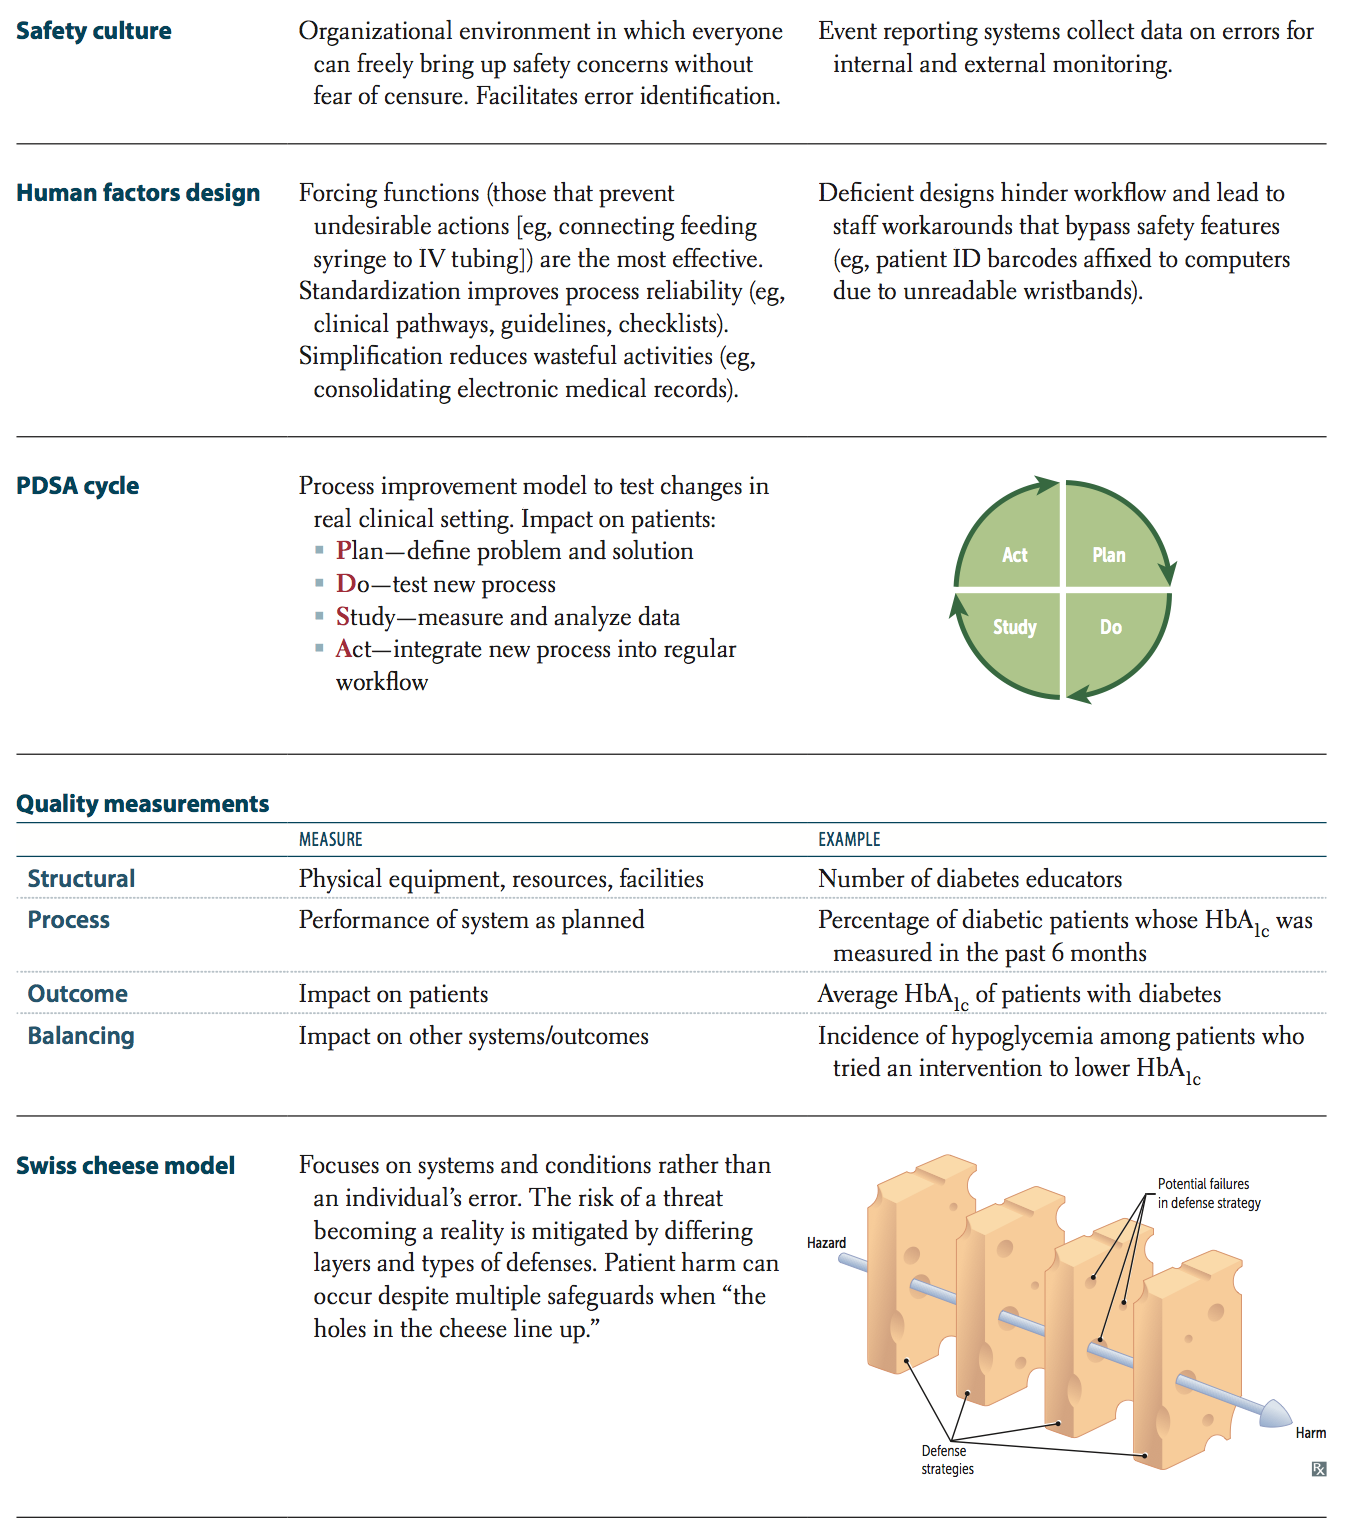 Safety culture
Organizational environment in which everyone
can freely bring up safety concerns without
fear of censure. Facilitates error identification.
Event reporting systems collect data on errors for
internal and external monitoring.
Human factors design
Forcing functions (those that prevent
undesirable actions [eg, connecting feeding
syringe to IV tubing]) are the most effective.
Standardization improves process reliability (eg,
clinical pathways, guidelines, checklists).
Simplification reduces wasteful activities (eg,
consolidating electronic medical records).
Deficient designs hinder workflow and lead to
staff workarounds that bypass safety features
(eg, patient ID barcodes affixed to computers
due to unreadable wristbands).
PDSA cycle
Process improvement model to test changes in
real clinical setting. Impact on patients:
▪ Plan—define problem and solution
▪ Do—test new process
▪ Study—measure and analyze data
▪ Act—integrate new process into regular
workflow
Act
Plan
Study
Do
Quality measurements
MEASURE
EXAMPLE
Structural
Physical equipment, resources, facilities
Number of diabetes educators
Process
Performance of system as planned
Percentage of diabetic patients whose HbA1c was
measured in the past 6 months
Outcome
Impact on patients
Average HbA1c of patients with diabetes
Balancing
Impact on other systems/outcomes
Incidence of hypoglycemia among patients who
tried an intervention to lower HbA1c
Swiss cheese model
Focuses on systems and conditions rather than
an individual's error. The risk of a threat
becoming a reality is mitigated by differing
layers and types of defenses. Patient harm can
occur despite multiple safeguards when “the
holes in the cheese line up.”
Potential failures
in defense strategy
Hazard
Harm
Defense
strategies
Rx